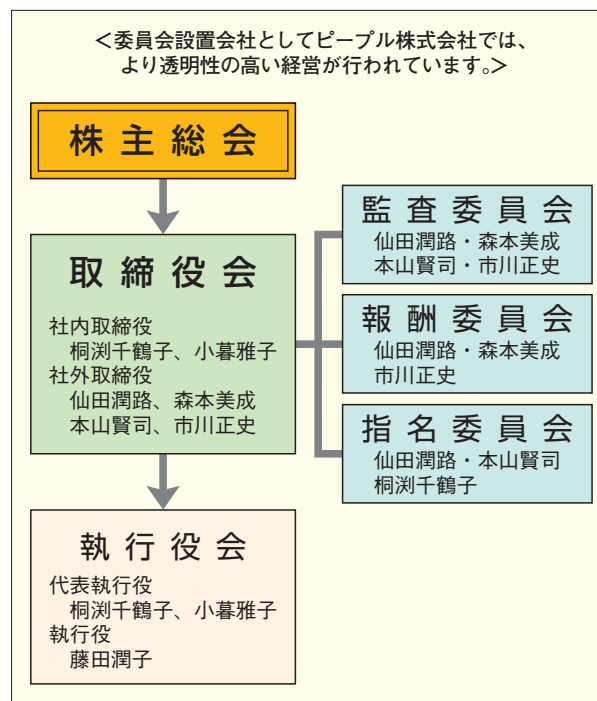 ＜委員会設置会社としてピープル株式会社では、
より透明性の高い経営が行われています。＞
株主総会
取締役会
社内取締役
桐渕千鶴子、小暮雅子
社外取締役
仙田潤路、森本美成
本山賢司、市川正史
監査委員会
仙田潤路・森本美成
本山賢司・市川正史
報酬委員会
仙田潤路・森本美成
市川正史
指名委員会
仙田潤路・本山賢司
桐渕千鶴子
執行役会
代表執行役
桐渕千鶴子、小暮雅子
執行役
藤田潤子